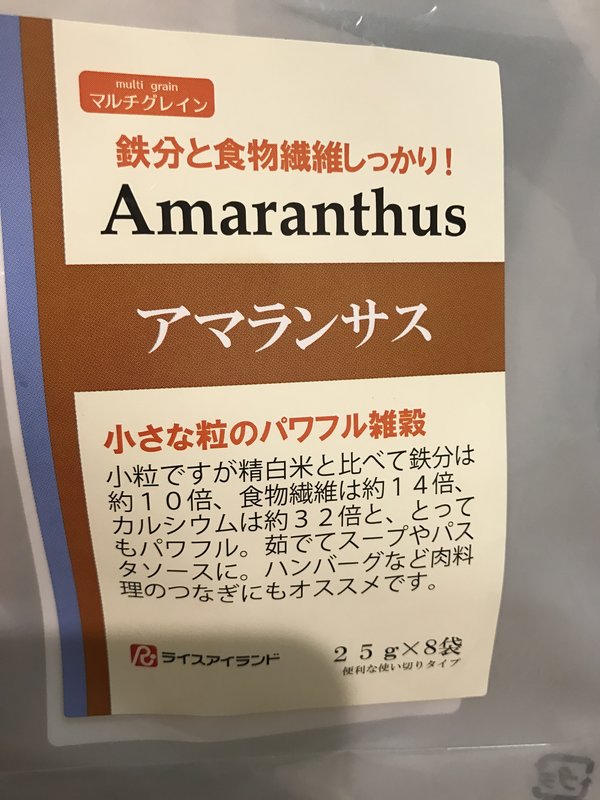 multi grain
マルチグレイン
鉄分と食物繊維しっかり!
Amaranthus
アマランサス
小さな粒のパワフル雑穀
小粒ですが精白米と比べて鉄分は
約10倍、食物繊維は約14倍、
カルシウムは約32倍と、とって
もパワフル。茹でてスープやパス
タソースに。ハンバーグなど肉料
理のつなぎにもオススメです。
ライスアイランド
25g×8袋
便利な使い切りタイプ
プラ